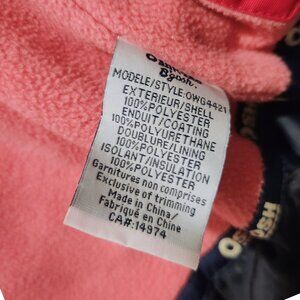 B'gosh
MODELE/STYLE:OWG4421
EXTERIEUR/SHELL
100%POLYESTER
ENDUIT/COATING
100%POLYURETHANE
DOUBLURE/LINING
100%POLYESTER
ISOLANT/INSULATION
100%POLYESTER
Garnitures non comprises
Exclusive of trimming
Made in China/
Fabriqué en Chine
CA#:14974